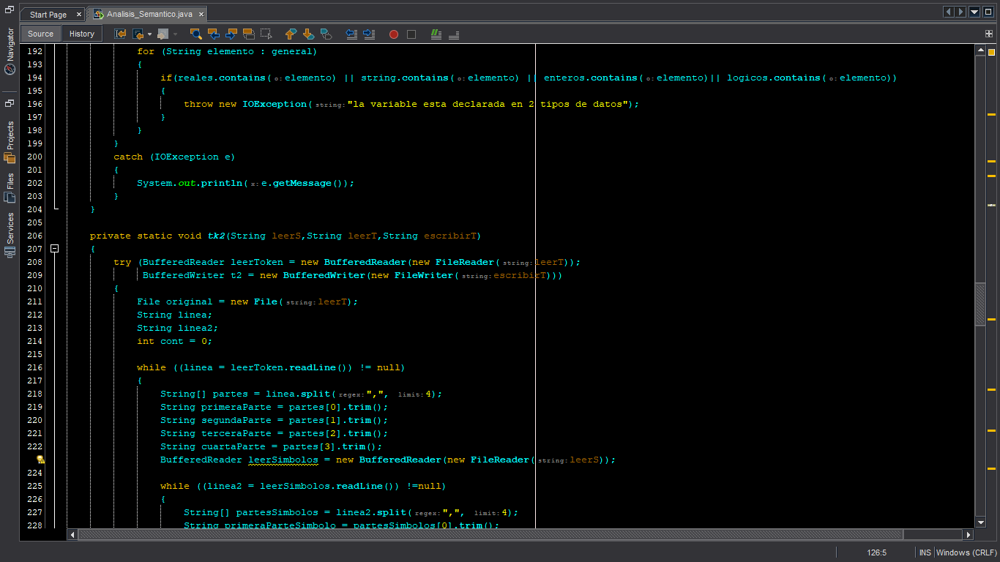 Start Page × Analisis_Semantico.java ×
Source History
Navigator
Projects
Files
Services
192 for (String elemento : general)
193 {
194 if(reales.contains(o:elemento) || string.contains(o:elemento) || enteros.contains(o:elemento)|| logicos.contains(o:elemento))
195 {
196 throw new IOException(string:"la variable esta declarada en 2 tipos de datos");
197 }
198 }
199 }
200 catch (IOException e)
201 {
202 System.out.println(x:e.getMessage());
203 }
204 }
205
206 private static void tk2(String leerS,String leerT,String escribirT)
207 {
208 try (BufferedReader leerToken = new BufferedReader(new FileReader(string:leerT));
209 BufferedWriter t2 = new BufferedWriter(new FileWriter(string:escribirT)))
210 {
211 File original = new File(string:leerT);
212 String linea;
213 String linea2;
214 int cont = 0;
215
216 while ((linea = leerToken.readLine()) != null)
217 {
218 String[] partes = linea.split(regex:",", limit:4);
219 String primeraParte = partes[0].trim();
220 String segundaParte = partes[1].trim();
221 String terceraParte = partes[2].trim();
222 String cuartaParte = partes[3].trim();
BufferedReader leerSimbolos = new BufferedReader(new FileReader(string:leerS));
224
225 while ((linea2 = leerSimbolos.readLine()) !=null)
226 {
227 String[] partesSimbolos = linea2.split(regex:",", limit:4);
228 String primeraParteSimbolo = partesSimbolos[0].trim();
126:5 INS Windows (CRLF)